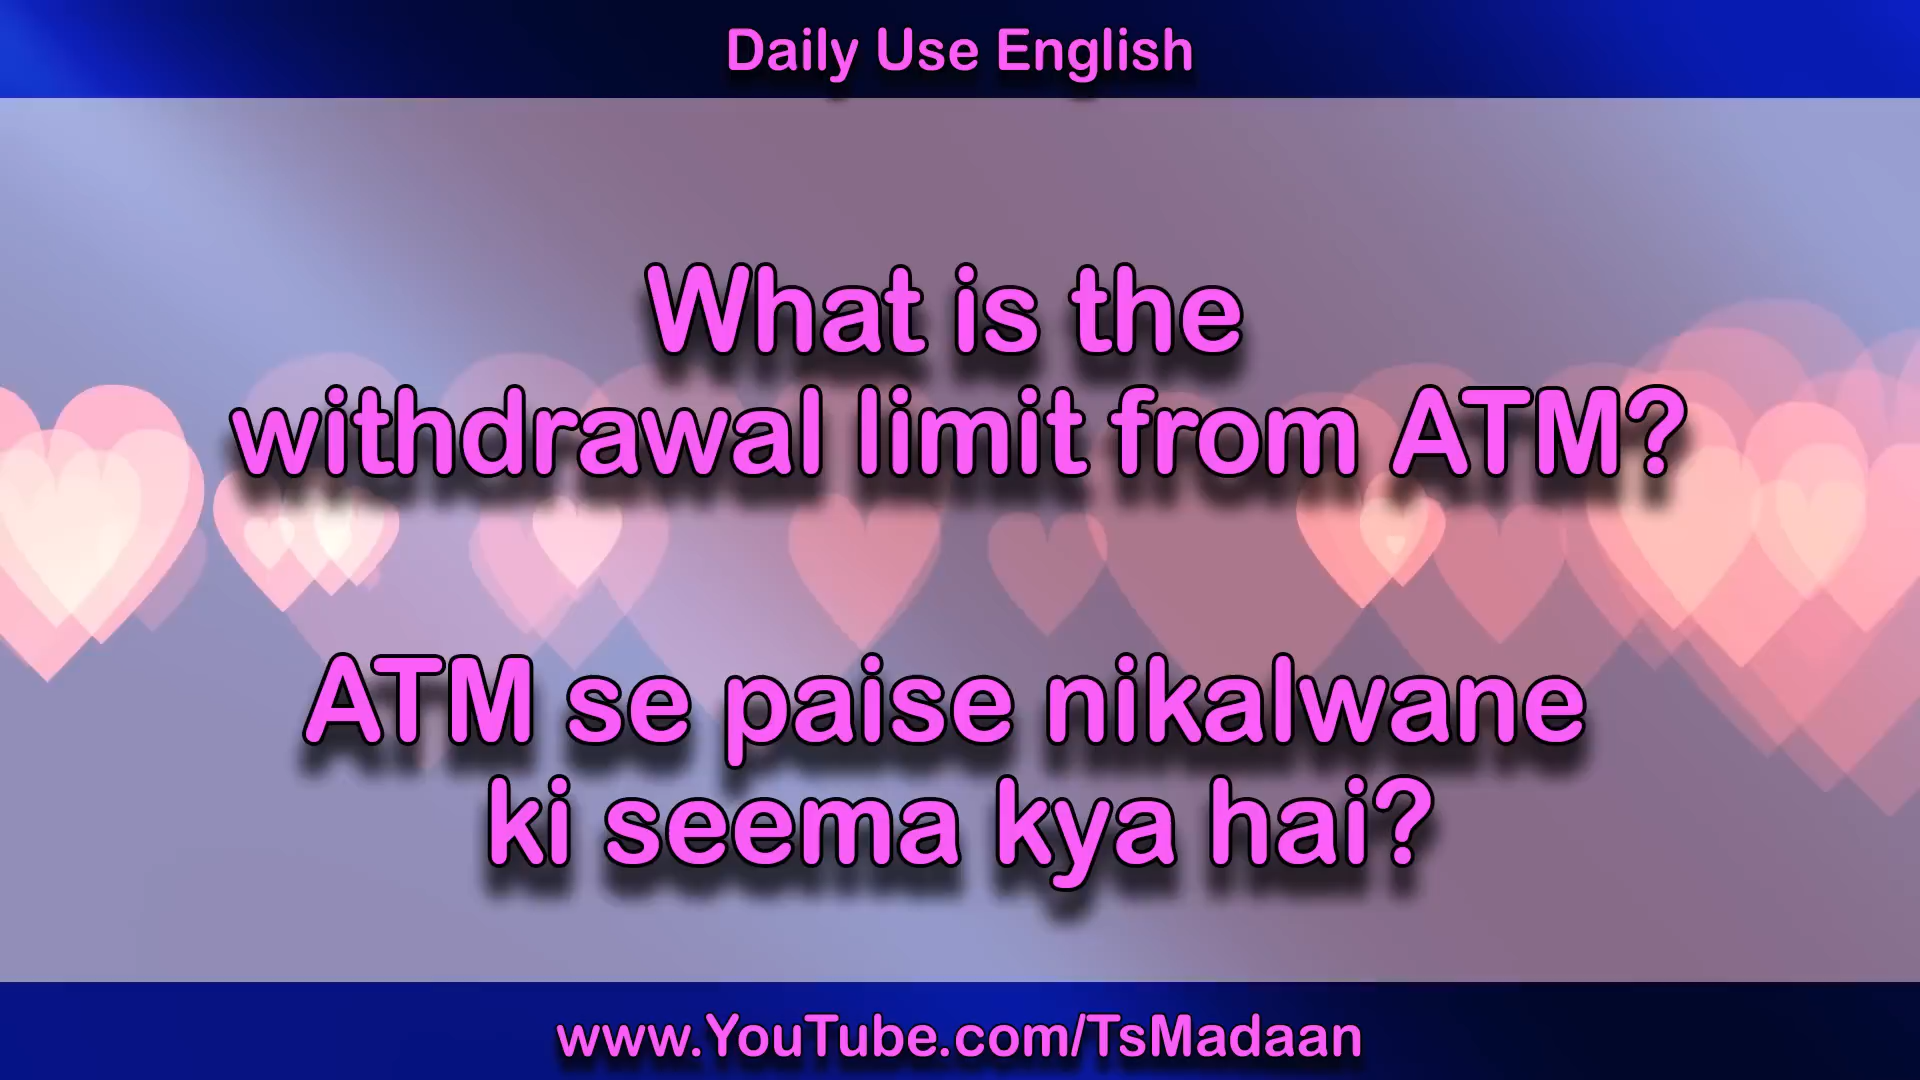 Daily Use English
What is the
withdrawal limit from ATM?
ATM se paise nikalwane
ki seema kya hai?
www.YouTube.com/TsMadaan